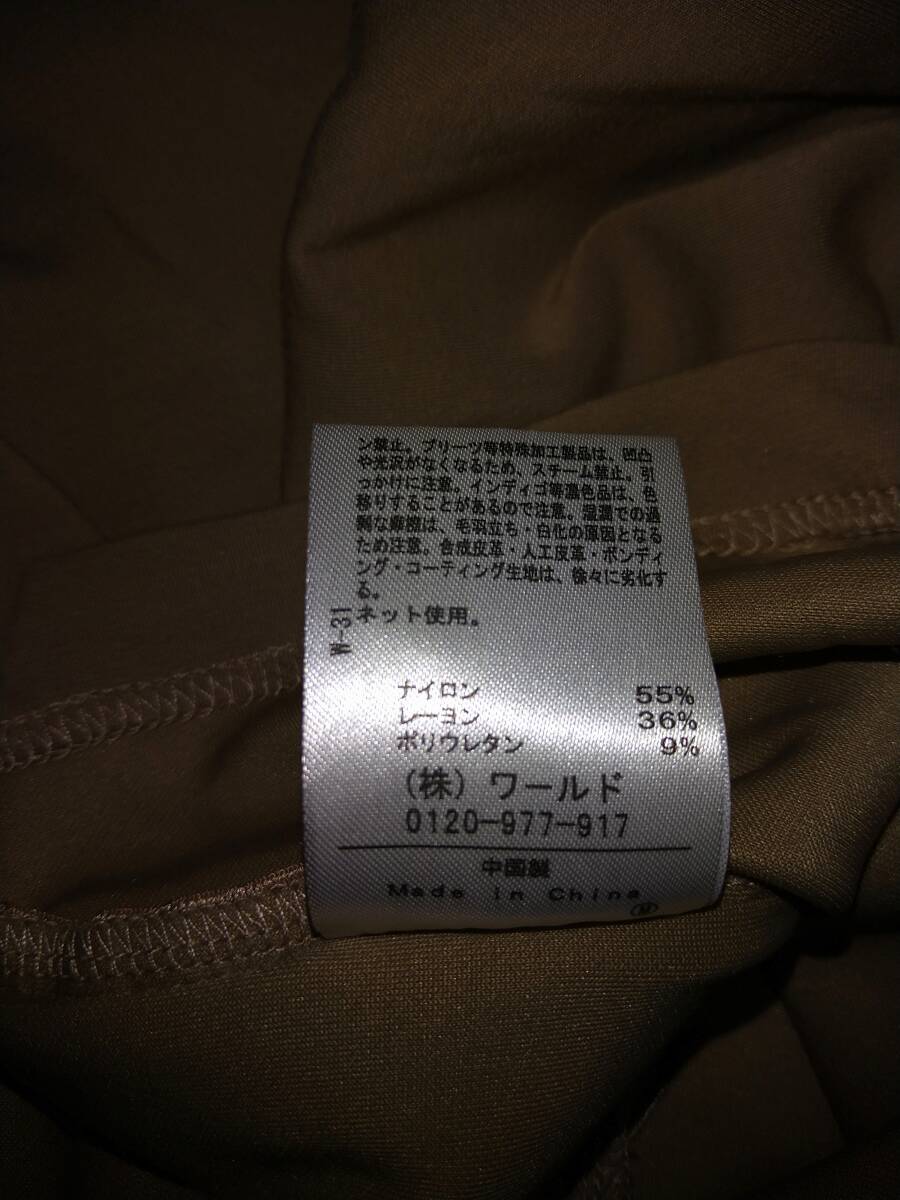 ン禁止。プリーツ等特殊加工製品は、凹凸
や光沢がなくなるため、スチーム禁止。引
っかけに注意。インディゴ等濃色品は、色
移りすることがあるので注意。湿潤での過
剰な摩擦は、毛羽立ち・白化の原因となる
ため注意。合成皮革・人工皮革・ボンディ
ング・コーティング生地は、徐々に劣化す
る。
ネット使用。
W-31
ナイロン 55%
レーヨン 36%
ポリウレタン 9%
(株) ワールド
0120-977-917
中国製
Made in China